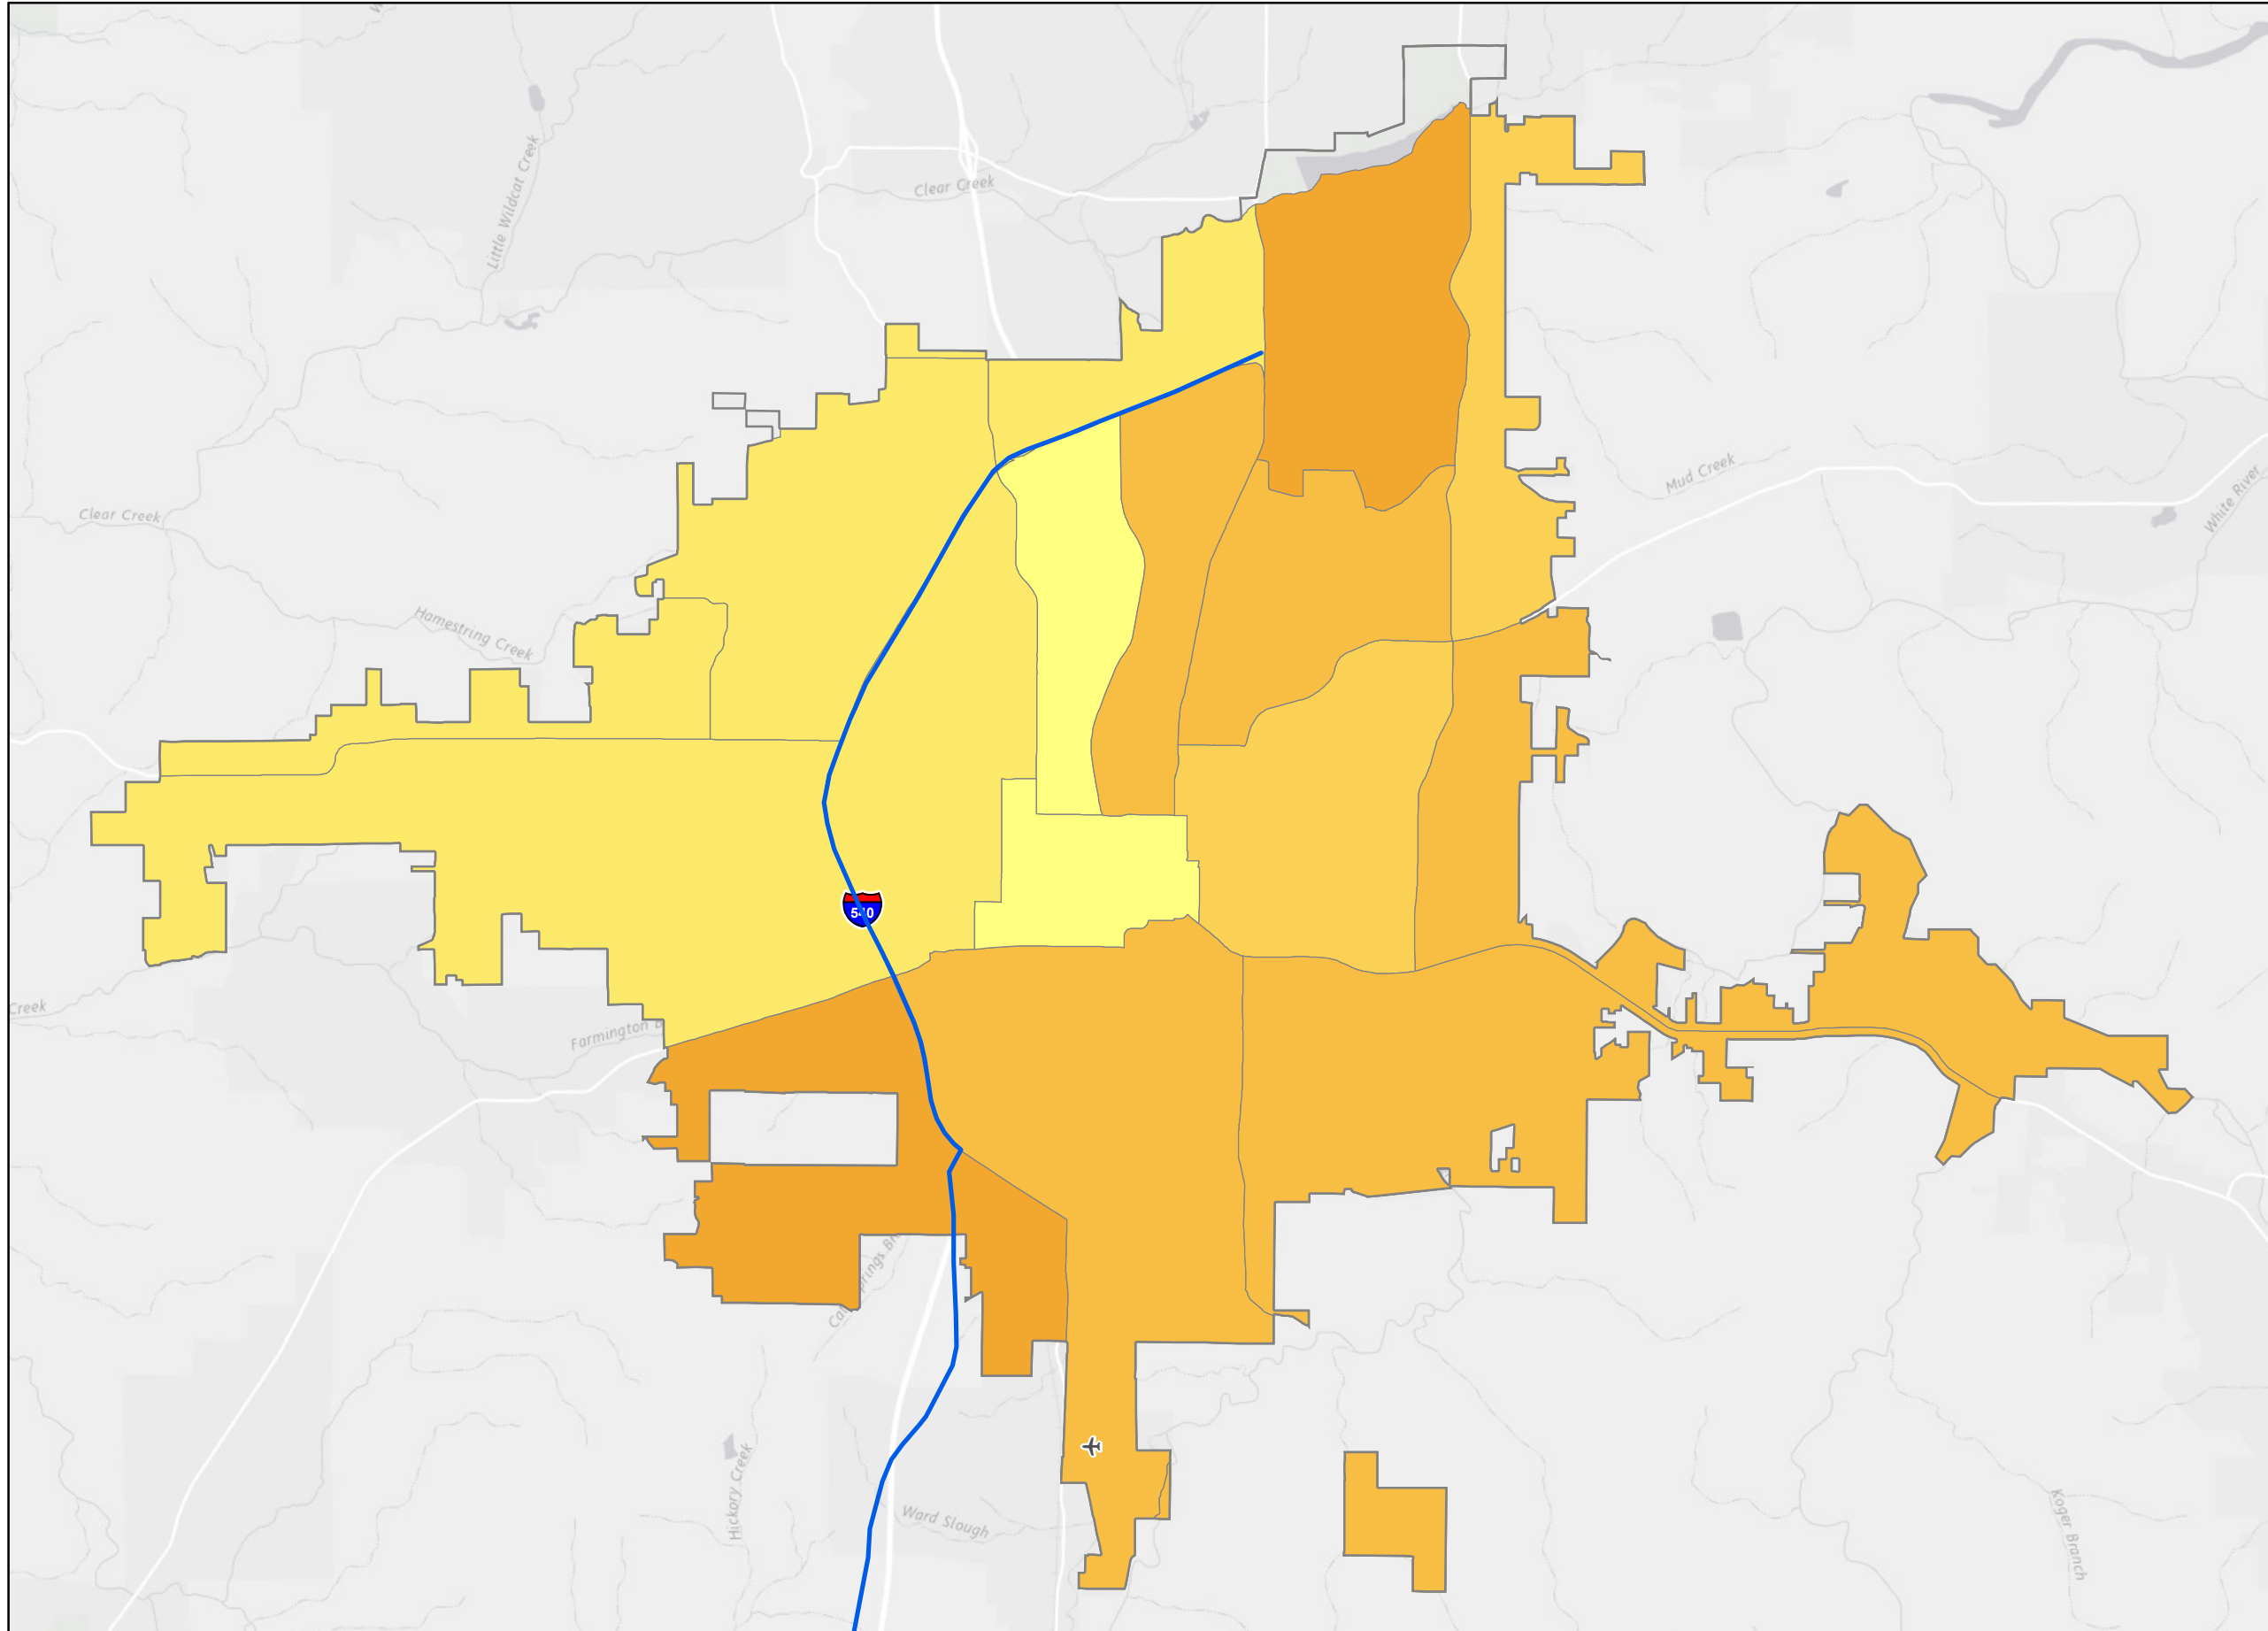 Little Wildcat Creek
Clear Creek
Clear Creek
Mud Creek
White River
Hamestring Creek
540
Creek
Farmington B
Hickory Creek
Ward Slough
Koger Branch